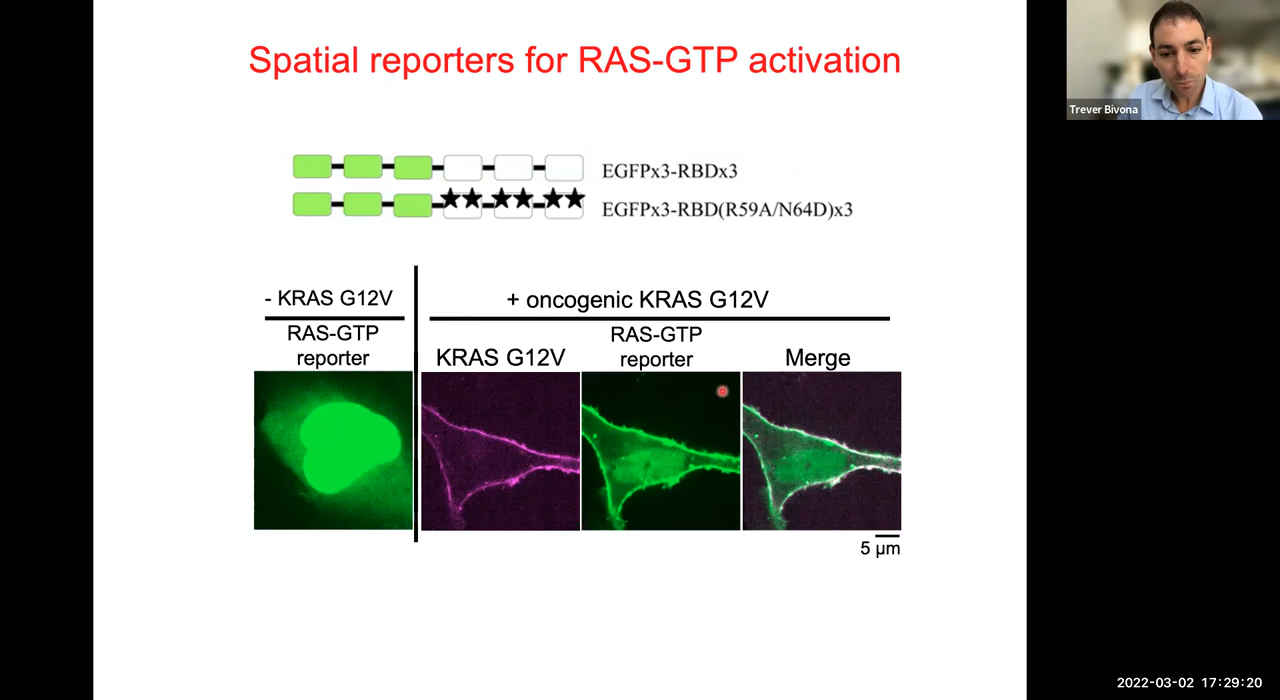 Spatial reporters for RAS-GTP activation
Trever Bivona
EGFPx3-RBDx3
EGFPx3-RBD(R59A/N64D)x3
- KRAS G12V
+ oncogenic KRAS G12V
RAS-GTP
reporter
KRAS G12V
RAS-GTP
reporter
Merge
5 µm
2022-03-02 17:29:20